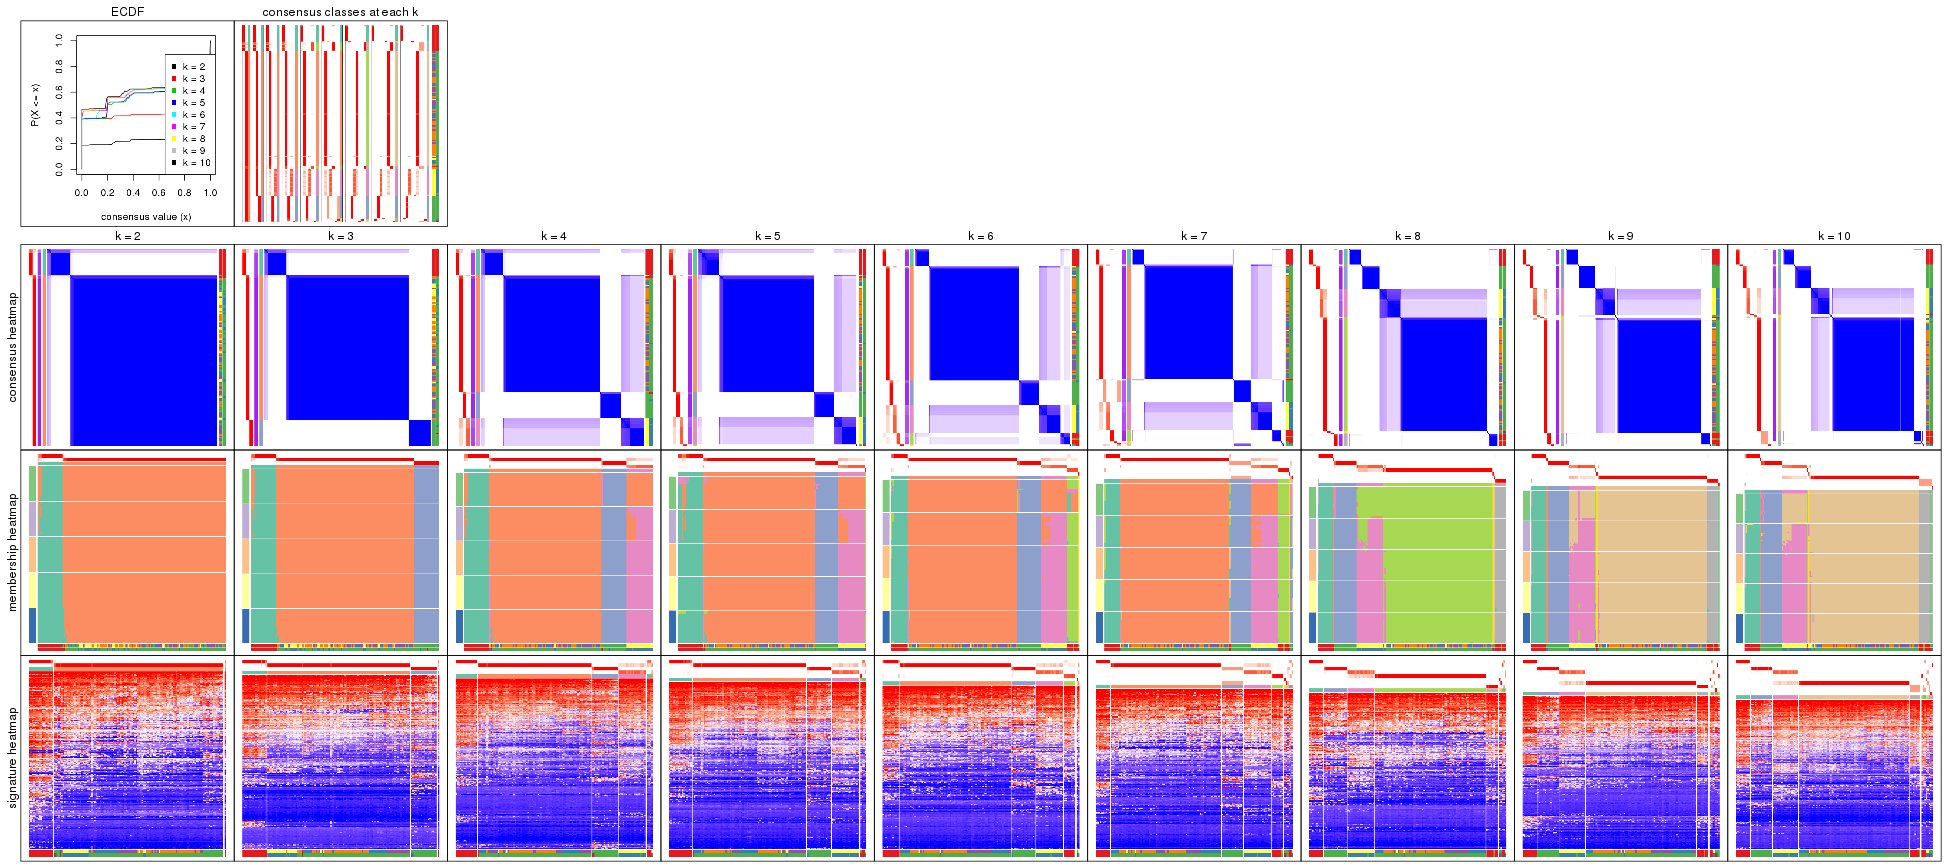 ECDF
consensus classes at each k
P(X <= x)
0.0 0.2 0.4 0.6 0.8 1.0
k = 2
k = 3
k = 4
k = 5
k = 6
k = 7
k = 8
k = 9
k = 10
0.0 0.2 0.4 0.6 0.8 1.0
consensus value (x)
k = 2 k = 3 k = 4 k = 5 k = 6 k = 7 k = 8 k = 9 k = 10
consensus heatmap
membership heatmap
signature heatmap